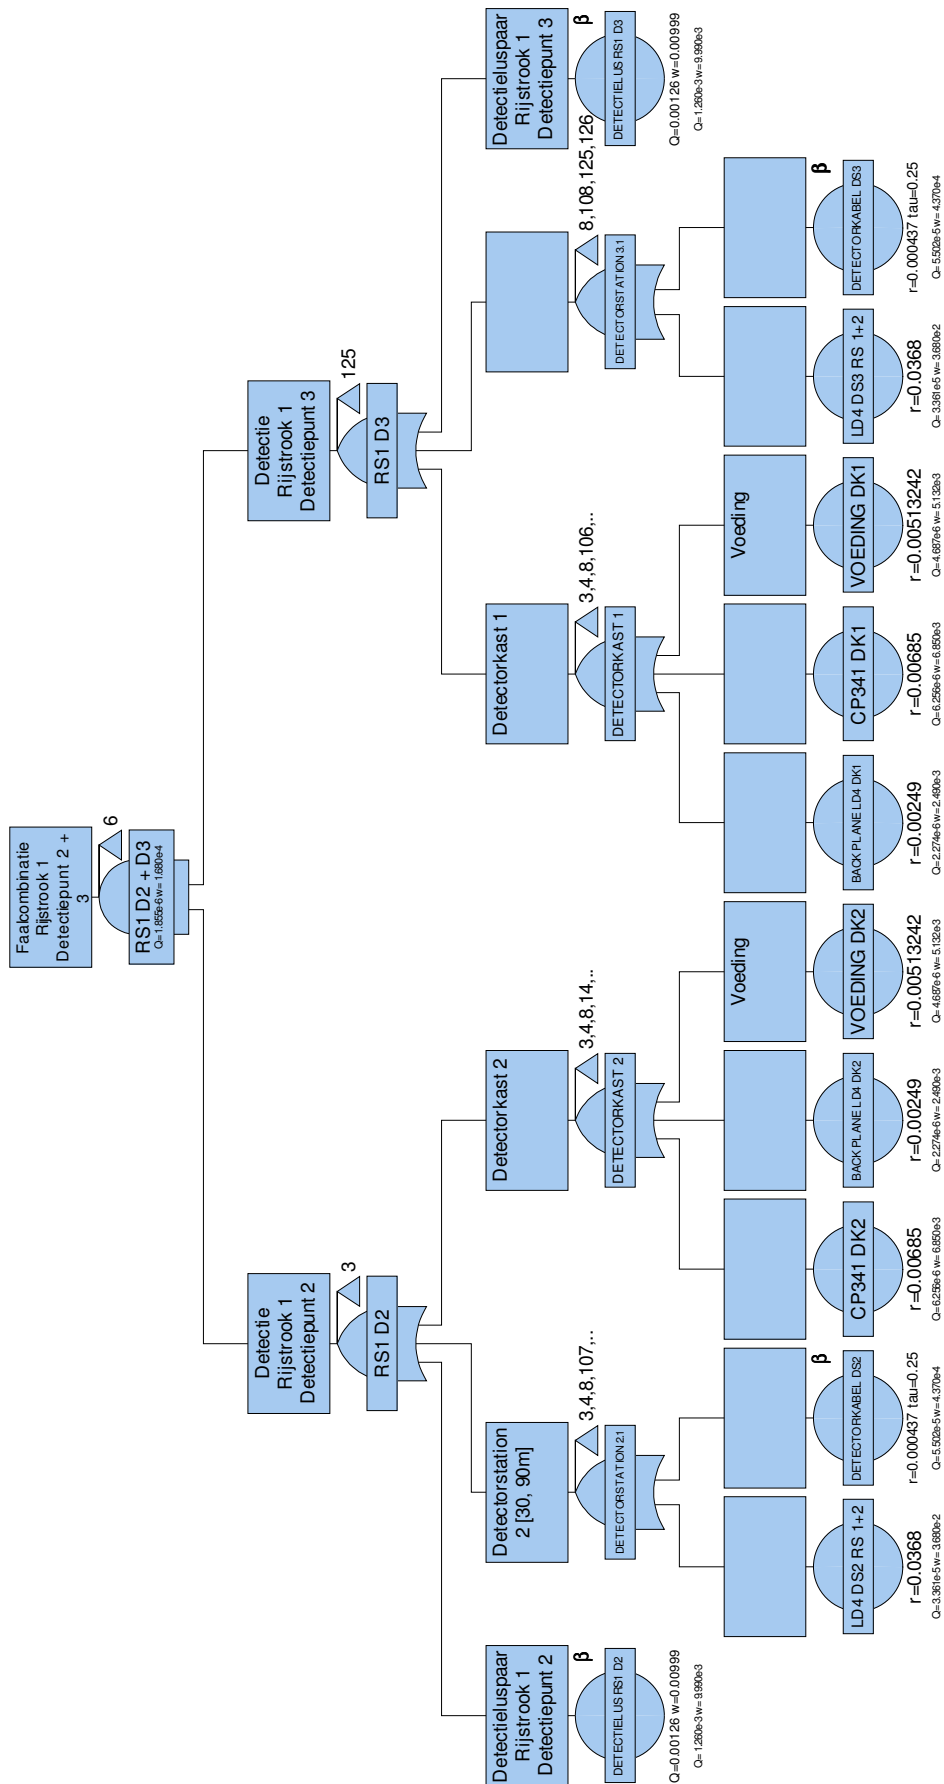 Faalcombinatie
Rijstrook 1
Detectiepunt 2 +
3
6
RS1 D2 + D3
Q=1.855e-6 w=1.680e-4
Detectie
Rijstrook 1
Detectiepunt 2
3
RS1 D2
Detectie
Rijstrook 1
Detectiepunt 3
125
RS1 D3
Detectieluspaar
Rijstrook 1
Detectiepunt 2
β
DETECTIELUS RS1 D2
Q=0.00126 w=0.00999
Q=1.260e-3 w=9.990e-3
Detectorstation
2 [30, 90m]
3,4,8,107,..
DETECTORSTATION 2.1
Detectorkast 2
3,4,8,14,..
DETECTORKAST 2
Detectorkast 1
3,4,8,106,..
DETECTORKAST 1
8,108,125,126
DETECTORSTATION 3.1
Detectieluspaar
Rijstrook 1
Detectiepunt 3
β
DETECTIELUS RS1 D3
Q=0.00126 w=0.00999
Q=1.260e-3 w=9.990e-3
LD4 DS2 RS 1+2
r=0.0368
Q=3.361e-5 w=3.680e-2
β
DETECTORKABEL DS2
r=0.000437 tau=0.25
Q=5.502e-5 w=4.370e-4
CP341 DK2
r=0.00685
Q=6.256e-6 w=6.850e-3
BACK PLANE LD4 DK2
r=0.00249
Q=2.274e-6 w=2.490e-3
Voeding
VOEDING DK2
r=0.00513242
Q=4.687e-6 w=5.132e-3
BACK PLANE LD4 DK1
r=0.00249
Q=2.274e-6 w=2.490e-3
CP341 DK1
r=0.00685
Q=6.256e-6 w=6.850e-3
Voeding
VOEDING DK1
r=0.00513242
Q=4.687e-6 w=5.132e-3
LD4 DS3 RS 1+2
r=0.0368
Q=3.361e-5 w=3.680e-2
β
DETECTORKABEL DS3
r=0.000437 tau=0.25
Q=5.502e-5 w=4.370e-4